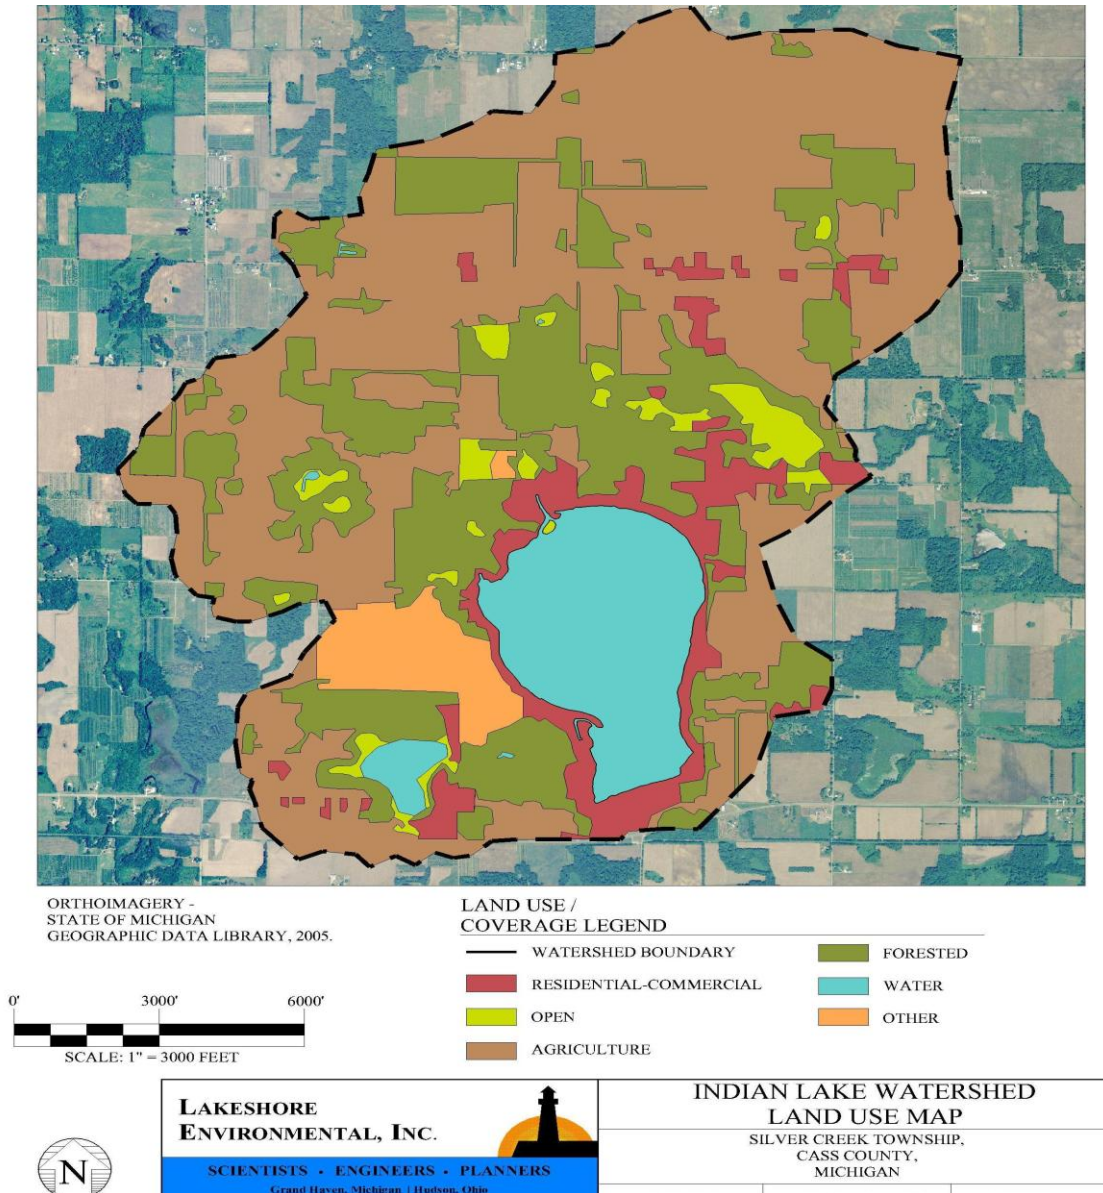 ORTHOIMAGERY -
STATE OF MICHIGAN
GEOGRAPHIC DATA LIBRARY, 2005.
LAND USE /
COVERAGE LEGEND
WATERSHED BOUNDARY
RESIDENTIAL-COMMERCIAL
OPEN
AGRICULTURE
FORESTED
WATER
OTHER
0' 3000' 6000'
SCALE: 1" = 3000 FEET
N
LAKESHORE
ENVIRONMENTAL, INC.
SCIENTISTS · ENGINEERS · PLANNERS
Grand Haven, Michigan | Hudson, Ohio
INDIAN LAKE WATERSHED
LAND USE MAP
SILVER CREEK TOWNSHIP,
CASS COUNTY,
MICHIGAN